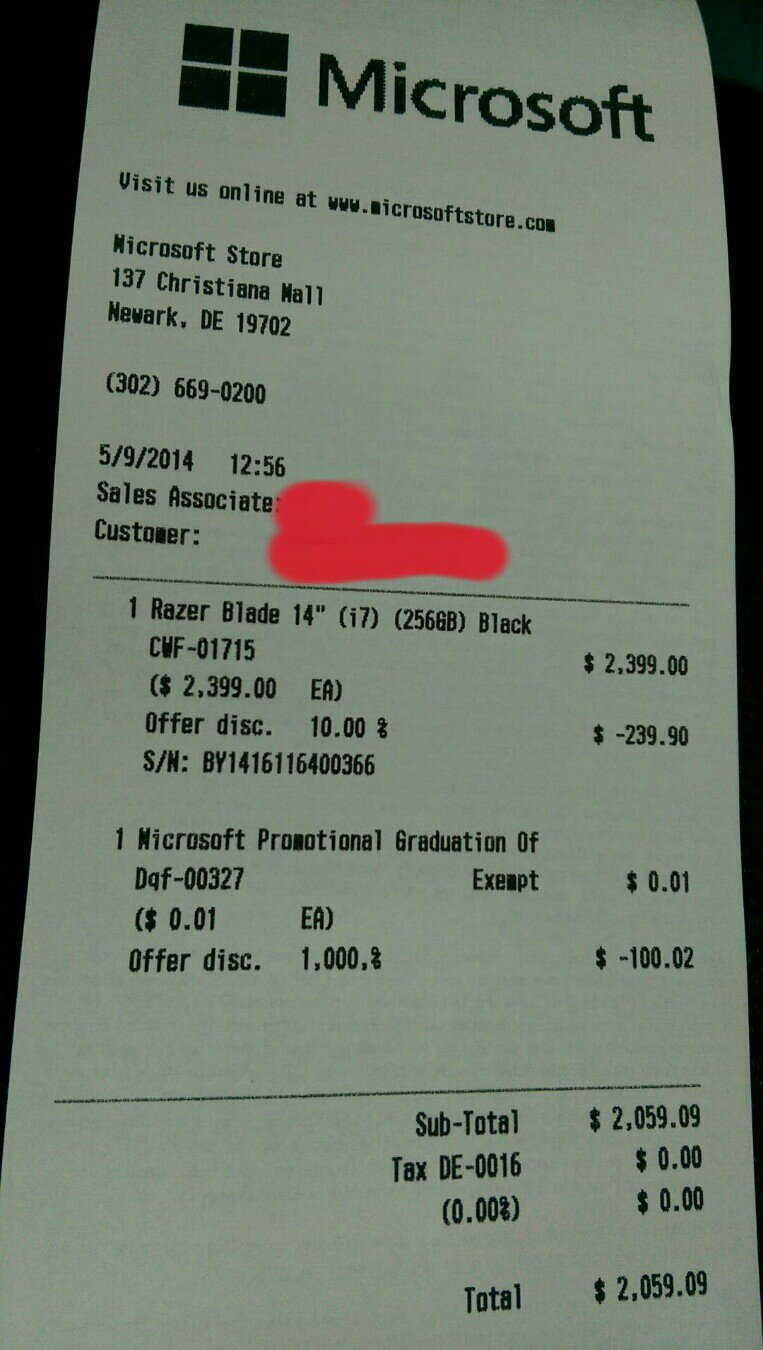 Microsoft
Visit us online at www.microsoftstore.com
Microsoft Store
137 Christiana Mall
Newark, DE 19702
(302) 669-0200
5/9/2014 12:56
Sales Associate:
Customer:
1 Razer Blade 14" (i7) (256GB) Black
CWF-01715 $ 2,399.00
($ 2,399.00 EA)
Offer disc. 10.00 % $ -239.90
S/N: BY1416116400366
1 Microsoft Promotional Graduation Of
Dqf-00327 Exempt $ 0.01
($ 0.01 EA)
Offer disc. 1,000,% $ -100.02
Sub-Total $ 2,059.09
Tax DE-0016 $ 0.00
(0.00%) $ 0.00
Total $ 2,059.09